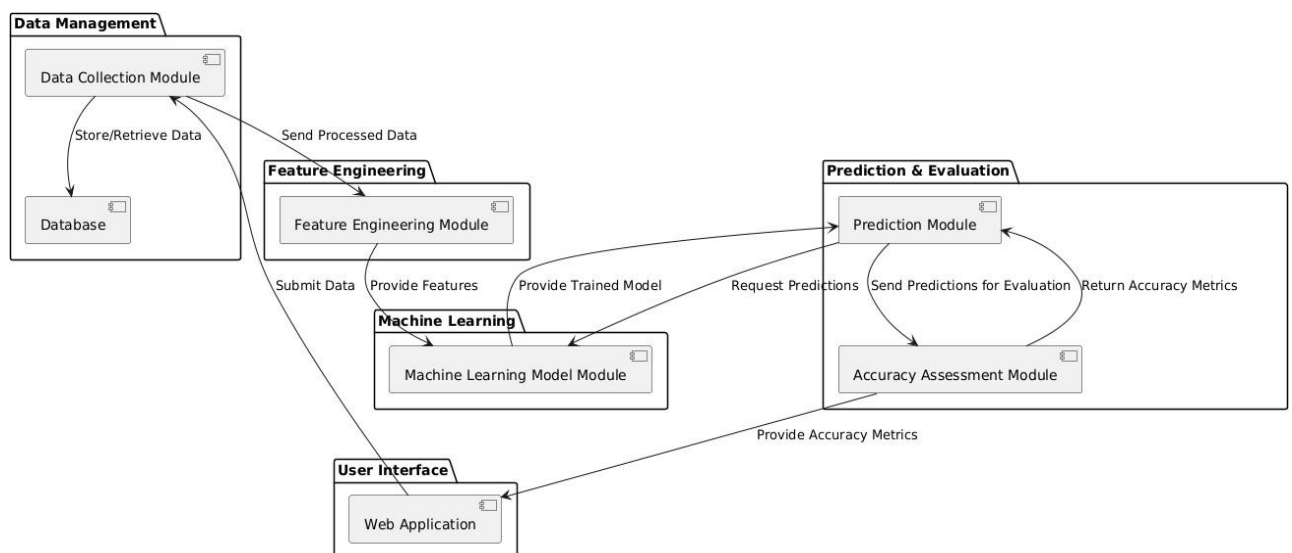 Data Management
Data Collection Module
Store/Retrieve Data
Send Processed Data
Feature Engineering
Prediction & Evaluation
Database
Feature Engineering Module
Prediction Module
Submit Data
Provide Features
Provide Trained Model
Request Predictions
Send Predictions for Evaluation
Return Accuracy Metrics
Machine Learning
Machine Learning Model Module
Accuracy Assessment Module
Provide Accuracy Metrics
User Interface
Web Application